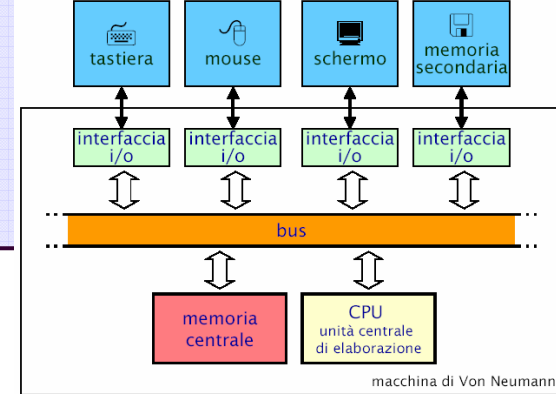 tastiera
mouse
schermo
memoria
secondaria
interfaccia
i/o
interfaccia
i/o
interfaccia
i/o
interfaccia
i/o
bus
memoria
centrale
CPU
unità centrale
di elaborazione
macchina di Von Neumann